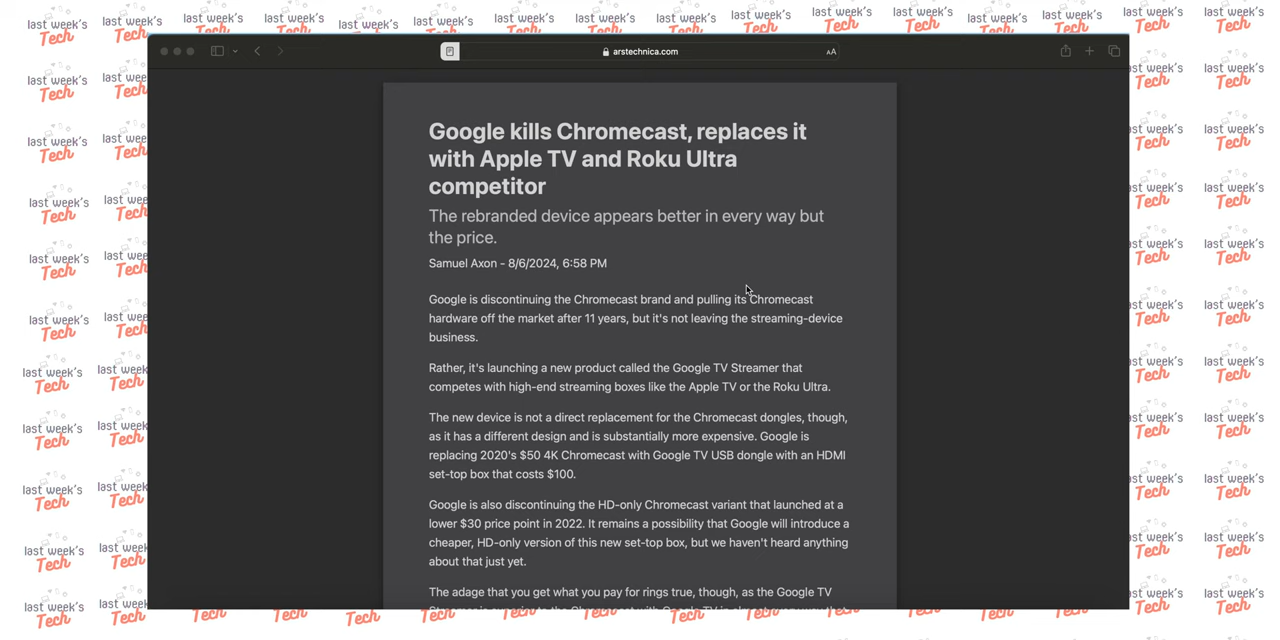 last week's Tech
arstechnica.com
AA
Google kills Chromecast, replaces it
with Apple TV and Roku Ultra
competitor
The rebranded device appears better in every way but
the price.
Samuel Axon - 8/6/2024, 6:58 PM
Google is discontinuing the Chromecast brand and pulling its Chromecast
hardware off the market after 11 years, but it's not leaving the streaming-device
business.
Rather, it's launching a new product called the Google TV Streamer that
competes with high-end streaming boxes like the Apple TV or the Roku Ultra.
The new device is not a direct replacement for the Chromecast dongles, though,
as it has a different design and is substantially more expensive. Google is
replacing 2020's $50 4K Chromecast with Google TV USB dongle with an HDMI
set-top box that costs $100.
Google is also discontinuing the HD-only Chromecast variant that launched at a
lower $30 price point in 2022. It remains a possibility that Google will introduce a
cheaper, HD-only version of this new set-top box, but we haven't heard anything
about that just yet.
The adage that you get what you pay for rings true, though, as the Google TV